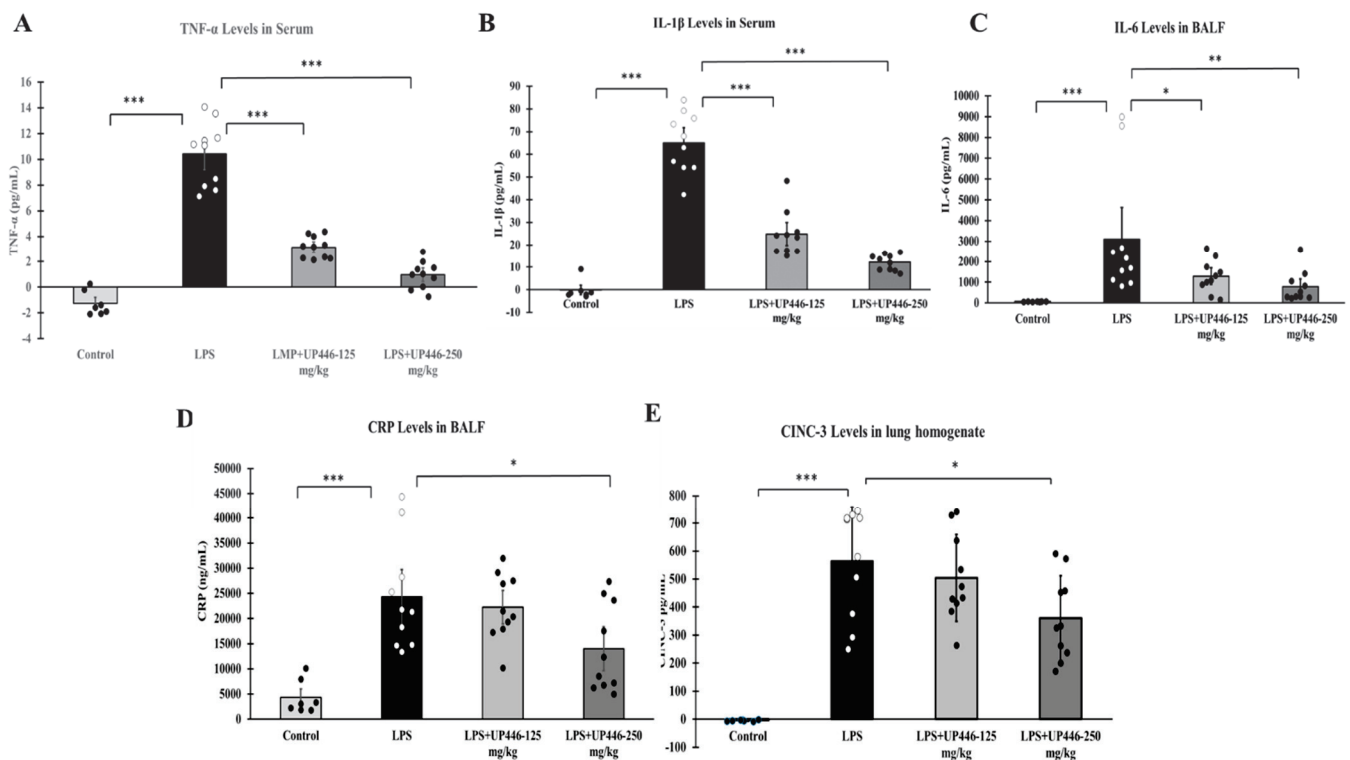 A
TNF-α Levels in Serum
***
***
***
16
14
12
10
8
6
4
2
0
-2
-4
TNF-α (pg/mL)
Control
LPS
LMP+UP446-125
mg/kg
LPS+UP446-250
mg/kg
B
IL-1β Levels in Serum
***
***
***
90
80
70
60
50
40
30
20
10
0
-10
IL-1β (pg/mL)
Control
LPS
LPS+UP446-125
mg/kg
LPS+UP446-250
mg/kg
C
IL-6 Levels in BALF
**
***
*
10000
9000
8000
7000
6000
5000
4000
3000
2000
1000
0
IL-6 (pg/mL)
Control
LPS
LPS+UP446-125
mg/kg
LPS+UP446-250
mg/kg
D
CRP Levels in BALF
*
***
50000
45000
40000
35000
30000
25000
20000
15000
10000
5000
0
CRP (ng/mL)
Control
LPS
LPS+UP446-125
mg/kg
LPS+UP446-250
mg/kg
E
CINC-3 Levels in lung homogenate
*
***
800
700
600
500
400
300
200
100
0
-100
CINC-3 pg/mL
Control
LPS
LPS+UP446-125
mg/kg
LPS+UP446-250
mg/kg